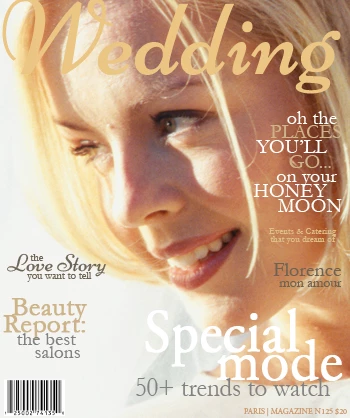 Wedding
oh the
PLACES
YOU'LL
GO...
on your
HONEY
MOON
Events & Catering
that you dream of
the
Love Story
you want to tell
Florence
mon amour
Beauty
Report:
the best
salons
Special
mode
50+ trends to watch
PARIS | MAGAZINE N 125 $20